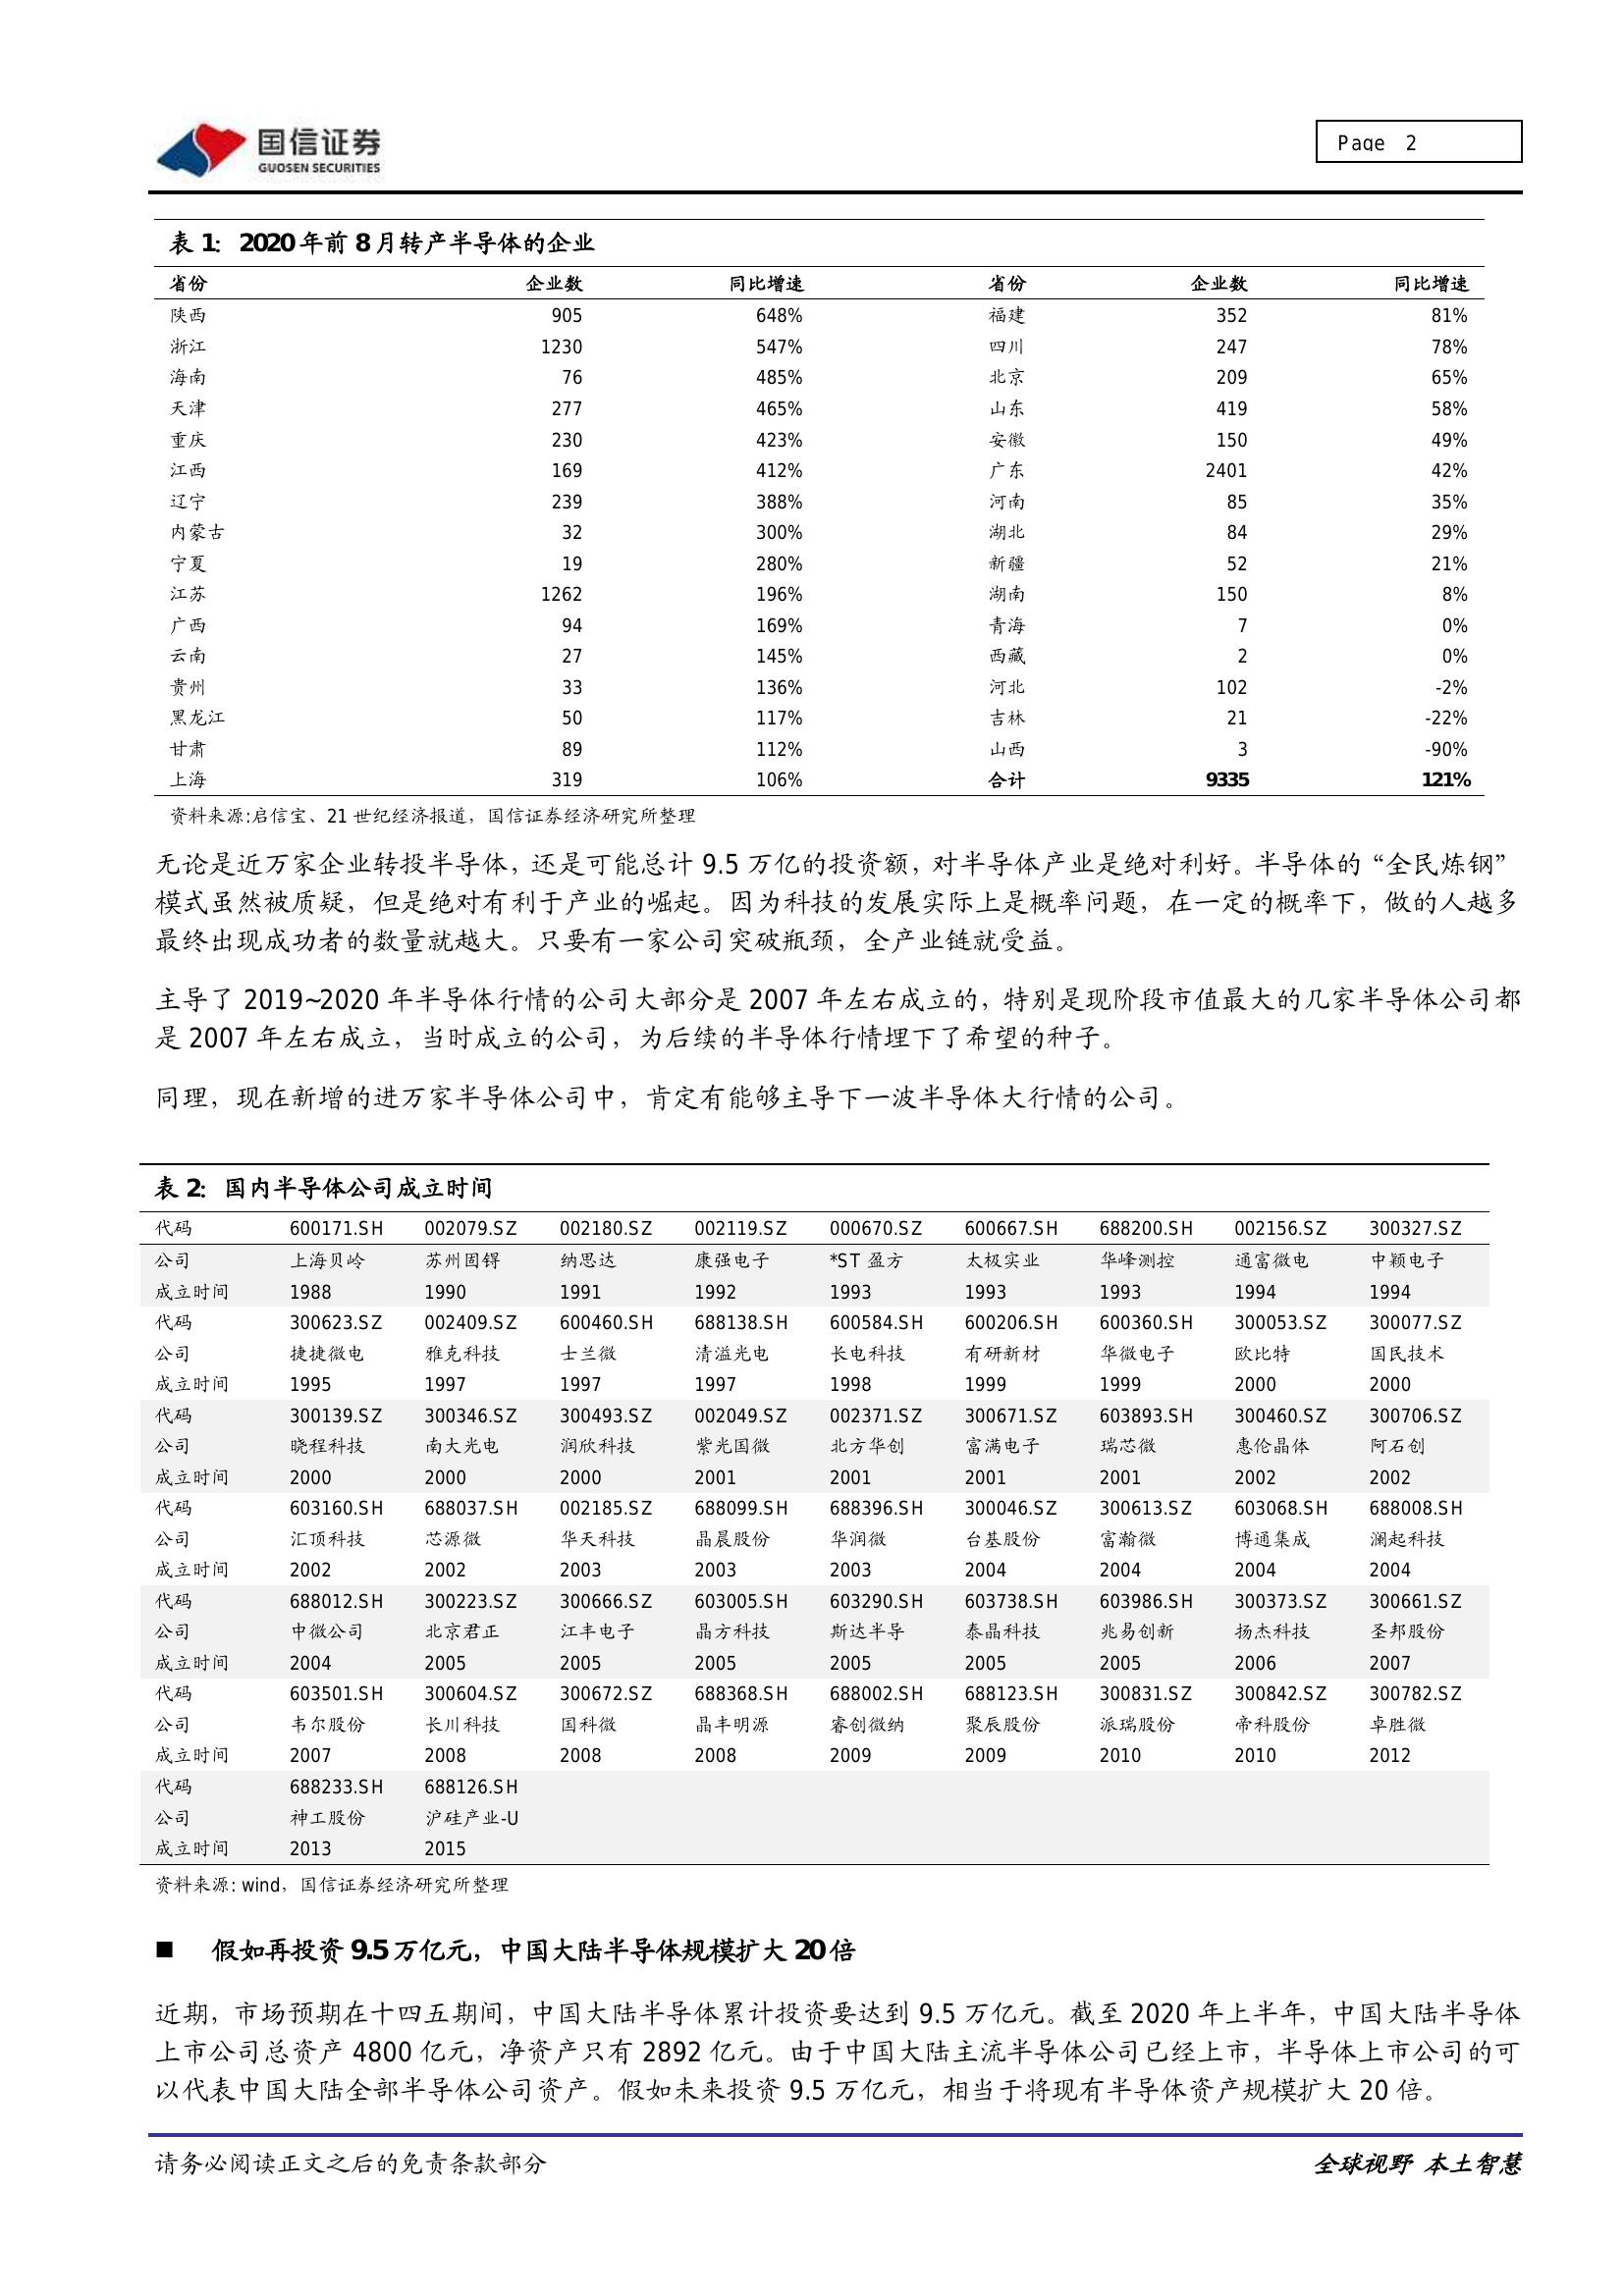 国信证券
GUOSEN SECURITIES
Page 2
表 1: 2020 年前 8 月转产半导体的企业
省份 企业数 同比增速 省份 企业数 同比增速
陕西 905 648% 福建 352 81%
浙江 1230 547% 四川 247 78%
海南 76 485% 北京 209 65%
天津 277 465% 山东 419 58%
重庆 230 423% 安徽 150 49%
江西 169 412% 广东 2401 42%
辽宁 239 388% 河南 85 35%
内蒙古 32 300% 湖北 84 29%
宁夏 19 280% 新疆 52 21%
江苏 1262 196% 湖南 150 8%
广西 94 169% 青海 7 0%
云南 27 145% 西藏 2 0%
贵州 33 136% 河北 102 -2%
黑龙江 50 117% 吉林 21 -22%
甘肃 89 112% 山西 3 -90%
上海 319 106% 合计 9335 121%
资料来源:启信宝、21 世纪经济报道，国信证券经济研究所整理
无论是近万家企业转投半导体，还是可能总计 9.5 万亿的投资额，对半导体产业是绝对利好。半导体的“全民炼钢”
模式虽然被质疑，但是绝对有利于产业的崛起。因为科技的发展实际上是概率问题，在一定的概率下，做的人越多
最终出现成功者的数量就越大。只要有一家公司突破瓶颈，全产业链就受益。
主导了 2019~2020 年半导体行情的公司大部分是 2007 年左右成立的，特别是现阶段市值最大的几家半导体公司都
是 2007 年左右成立，当时成立的公司，为后续的半导体行情埋下了希望的种子。
同理，现在新增的进万家半导体公司中，肯定有能够主导下一波半导体大行情的公司。
表 2: 国内半导体公司成立时间
代码 600171.SH 002079.SZ 002180.SZ 002119.SZ 000670.SZ 600667.SH 688200.SH 002156.SZ 300327.SZ
公司 上海贝岭 苏州固锝 纳思达 康强电子 *ST 盈方 太极实业 华峰测控 通富微电 中颖电子
成立时间 1988 1990 1991 1992 1993 1993 1993 1994 1994
代码 300623.SZ 002409.SZ 600460.SH 688138.SH 600584.SH 600206.SH 600360.SH 300053.SZ 300077.SZ
公司 捷捷微电 雅克科技 士兰微 清溢光电 长电科技 有研新材 华微电子 欧比特 国民技术
成立时间 1995 1997 1997 1997 1998 1999 1999 2000 2000
代码 300139.SZ 300346.SZ 300493.SZ 002049.SZ 002371.SZ 300671.SZ 603893.SH 300460.SZ 300706.SZ
公司 晓程科技 南大光电 润欣科技 紫光国微 北方华创 富满电子 瑞芯微 惠伦晶体 阿石创
成立时间 2000 2000 2000 2001 2001 2001 2001 2002 2002
代码 603160.SH 688037.SH 002185.SZ 688099.SH 688396.SH 300046.SZ 300613.SZ 603068.SH 688008.SH
公司 汇顶科技 芯源微 华天科技 晶晨股份 华润微 台基股份 富瀚微 博通集成 澜起科技
成立时间 2002 2002 2003 2003 2003 2004 2004 2004 2004
代码 688012.SH 300223.SZ 300666.SZ 603005.SH 603290.SH 603738.SH 603986.SH 300373.SZ 300661.SZ
公司 中微公司 北京君正 江丰电子 晶方科技 斯达半导 泰晶科技 兆易创新 扬杰科技 圣邦股份
成立时间 2004 2005 2005 2005 2005 2005 2005 2006 2007
代码 603501.SH 300604.SZ 300672.SZ 688368.SH 688002.SH 688123.SH 300831.SZ 300842.SZ 300782.SZ
公司 韦尔股份 长川科技 国科微 晶丰明源 睿创微纳 聚辰股份 派瑞股份 帝科股份 卓胜微
成立时间 2007 2008 2008 2008 2009 2009 2010 2010 2012
代码 688233.SH 688126.SH
公司 神工股份 沪硅产业-U
成立时间 2013 2015
资料来源: wind，国信证券经济研究所整理
■ 假如再投资 9.5 万亿元，中国大陆半导体规模扩大 20 倍
近期，市场预期在十四五期间，中国大陆半导体累计投资要达到 9.5 万亿元。截至 2020 年上半年，中国大陆半导体
上市公司总资产 4800 亿元，净资产只有 2892 亿元。由于中国大陆主流半导体公司已经上市，半导体上市公司的可
以代表中国大陆全部半导体公司资产。假如未来投资 9.5 万亿元，相当于将现有半导体资产规模扩大 20 倍。
请务必阅读正文之后的免责条款部分 全球视野 本土智慧